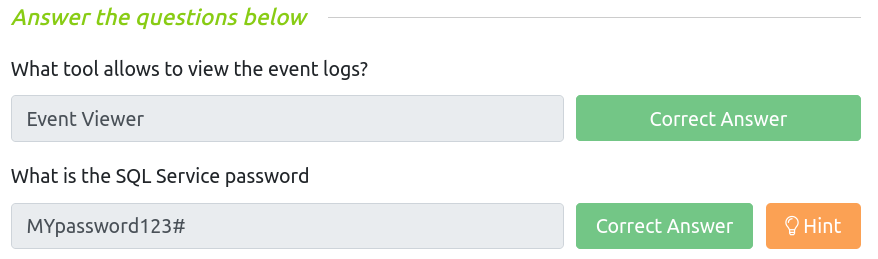 Answer the questions below
What tool allows to view the event logs?
Event Viewer
Correct Answer
What is the SQL Service password
MYpassword123#
Correct Answer
Hint